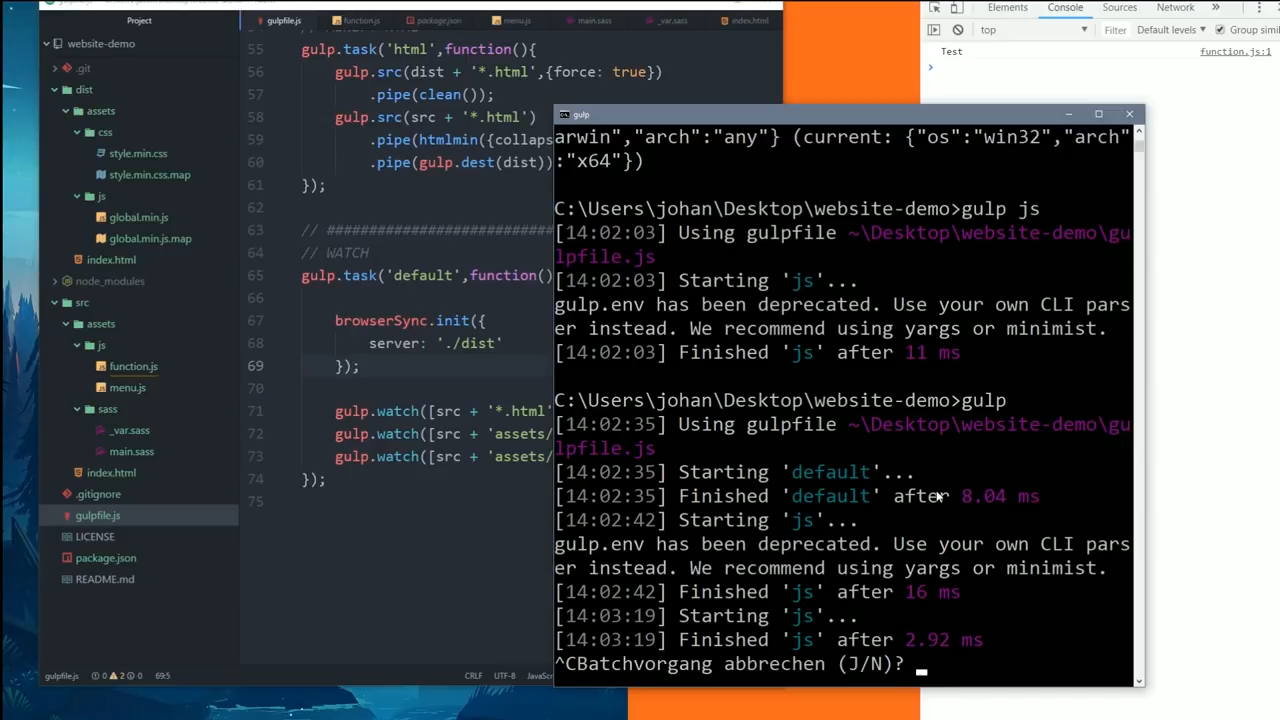 Project
website-demo
.git
dist
assets
css
style.min.css
style.min.css.map
js
global.min.js
global.min.js.map
index.html
node_modules
src
assets
js
function.js
menu.js
sass
_var.sass
main.sass
index.html
.gitignore
gulpfile.js
LICENSE
package.json
README.md
gulpfile.js
function.js
package.json
menu.js
main.sass
_var.sass
index.html
55 gulp.task('html',function(){
56 gulp.src(dist + '*.html',{force: true})
57 .pipe(clean());
58 gulp.src(src + '*.html')
59 .pipe(htmlmin({collaps
60 .pipe(gulp.dest(dist))
61 });
62
63 // ##########################
64 // WATCH
65 gulp.task('default',function()
66
67 browserSync.init({
68 server: './dist'
69 });
70
71 gulp.watch([src + '*.html'
72 gulp.watch([src + 'assets/
73 gulp.watch([src + 'assets/
74 });
75
gulpfile.js 0 2 0 69:5 CRLF UTF-8 JavaScr
gulp
arwin","arch":"any"} (current: {"os":"win32","arch"
:"x64"})
C:\Users\johan\Desktop\website-demo>gulp js
[14:02:03] Using gulpfile ~\Desktop\website-demo\gu
lpfile.js
[14:02:03] Starting 'js'...
gulp.env has been deprecated. Use your own CLI pars
er instead. We recommend using yargs or minimist.
[14:02:03] Finished 'js' after 11 ms
C:\Users\johan\Desktop\website-demo>gulp
[14:02:35] Using gulpfile ~\Desktop\website-demo\gu
lpfile.js
[14:02:35] Starting 'default'...
[14:02:35] Finished 'default' after 8.04 ms
[14:02:42] Starting 'js'...
gulp.env has been deprecated. Use your own CLI pars
er instead. We recommend using yargs or minimist.
[14:02:42] Finished 'js' after 16 ms
[14:03:19] Starting 'js'...
[14:03:19] Finished 'js' after 2.92 ms
^CBatchvorgang abbrechen (J/N)?
Elements Console Sources Network »
top Filter Default levels Group simi
Test function.js:1